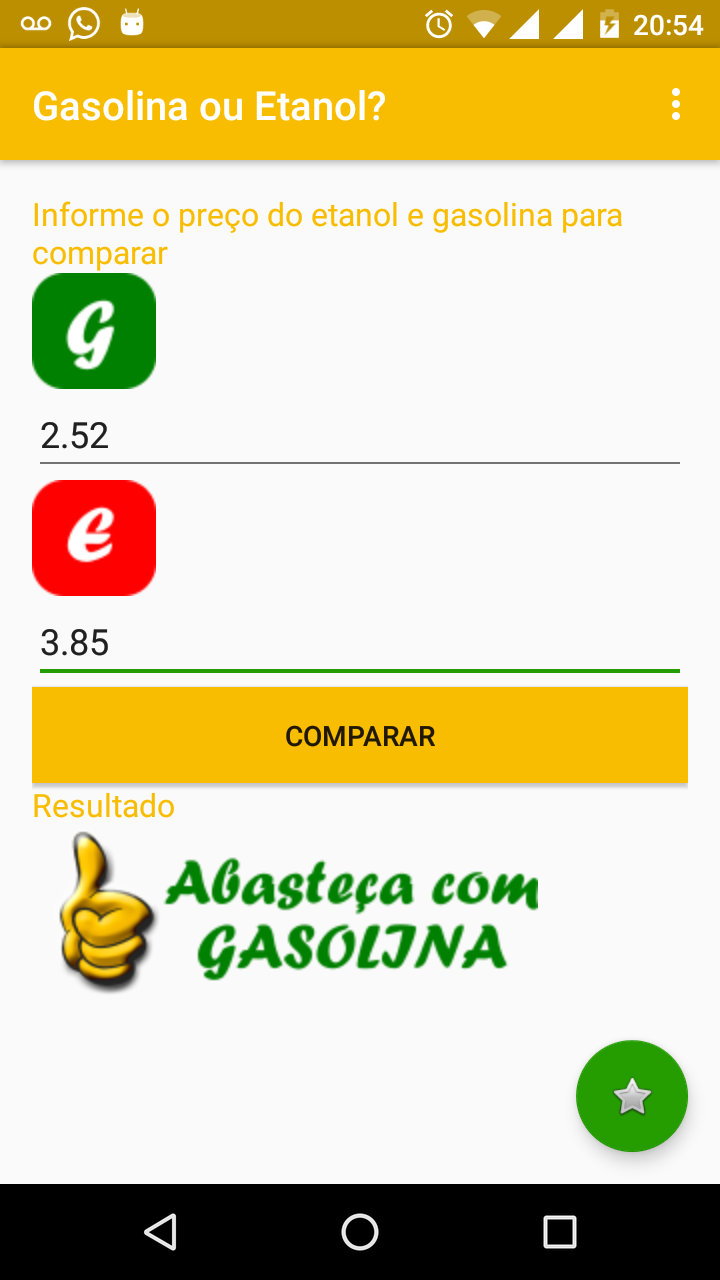 20:54
Gasolina ou Etanol?
Informe o preço do etanol e gasolina para
comparar
G
2.52
E
3.85
COMPARAR
Resultado
Abasteça com
GASOLINA